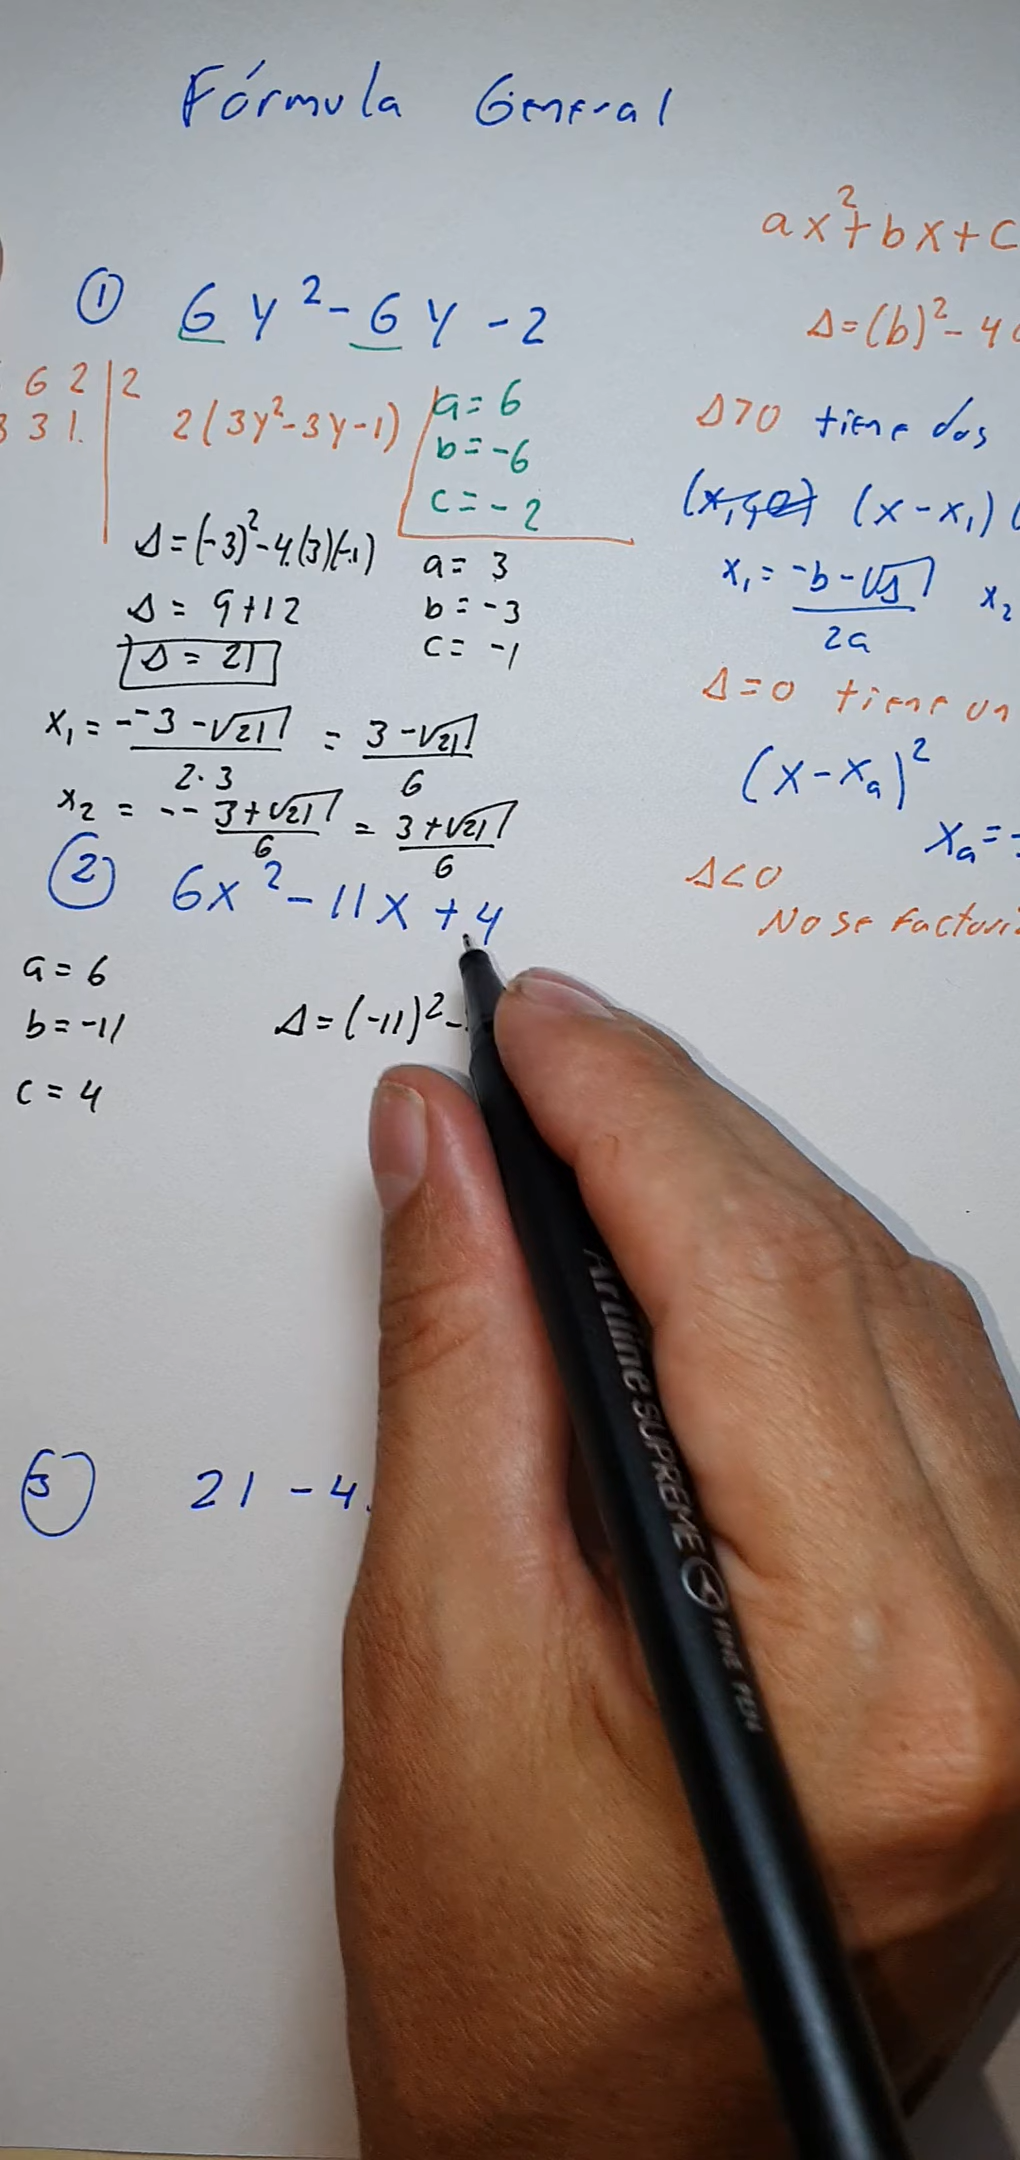 Fórmula General
ax²+bx+c
① 6y²-6y-2
Δ=(b)²-4
6 2 | 2
3 3 1.
2(3y²-3y-1)
a=6
b=-6
c=-2
Δ>0 tiene dos
(x-x₁)
Δ=(-3)²-4.(3)(-1)
a=3
x₁=-b-√Δ/2a
x₂
Δ=9+12
b=-3
Δ=21
c=-1
Δ=0 tiene un
x₁=--3-√21/2·3=3-√21/6
(x-xₐ)²
x₂=--3+√21/6=3+√21/6
xₐ=
② 6x²-11x+4
Δ<0
No se
a=6
b=-11
Δ=(-11)²-
c=4
③ 21-4
Artline SUPREME
FINE PEN